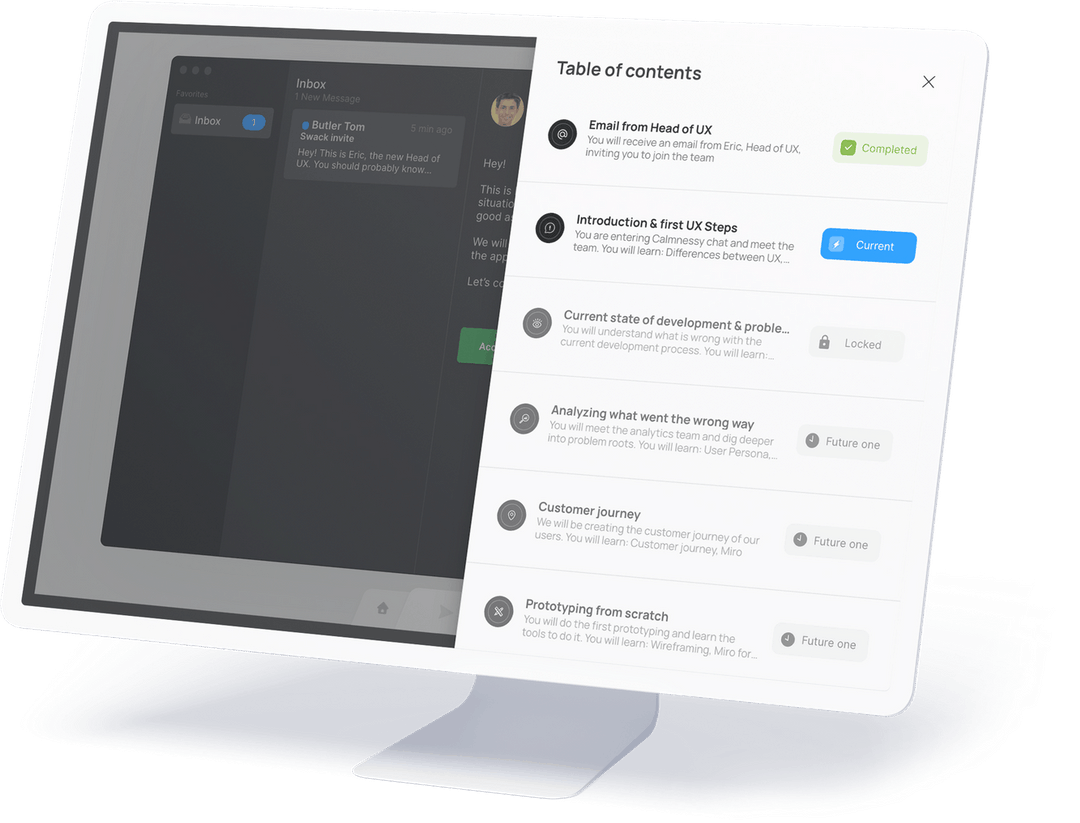 Favorites
Inbox
1
Inbox
1 New Message
Butler Tom
5 min ago
Swack invite
Hey! This is Eric, the new Head of
UX. You should probably know...
Hey!
This is
situatio
good as
We will
the app
Let's co
Acc
Table of contents
Email from Head of UX
You will receive an email from Eric, Head of UX,
inviting you to join the team
Completed
Introduction & first UX Steps
You are entering Calmnessy chat and meet the
team. You will learn: Differences between UX,...
Current
Current state of development & proble...
You will understand what is wrong with the
current development process. You will learn:...
Locked
Analyzing what went the wrong way
You will meet the analytics team and dig deeper
into problem roots. You will learn: User Persona,...
Future one
Customer journey
We will be creating the customer journey of our
users. You will learn: Customer journey, Miro
Future one
Prototyping from scratch
You will do the first prototyping and learn the
tools to do it. You will learn: Wireframing, Miro for...
Future one